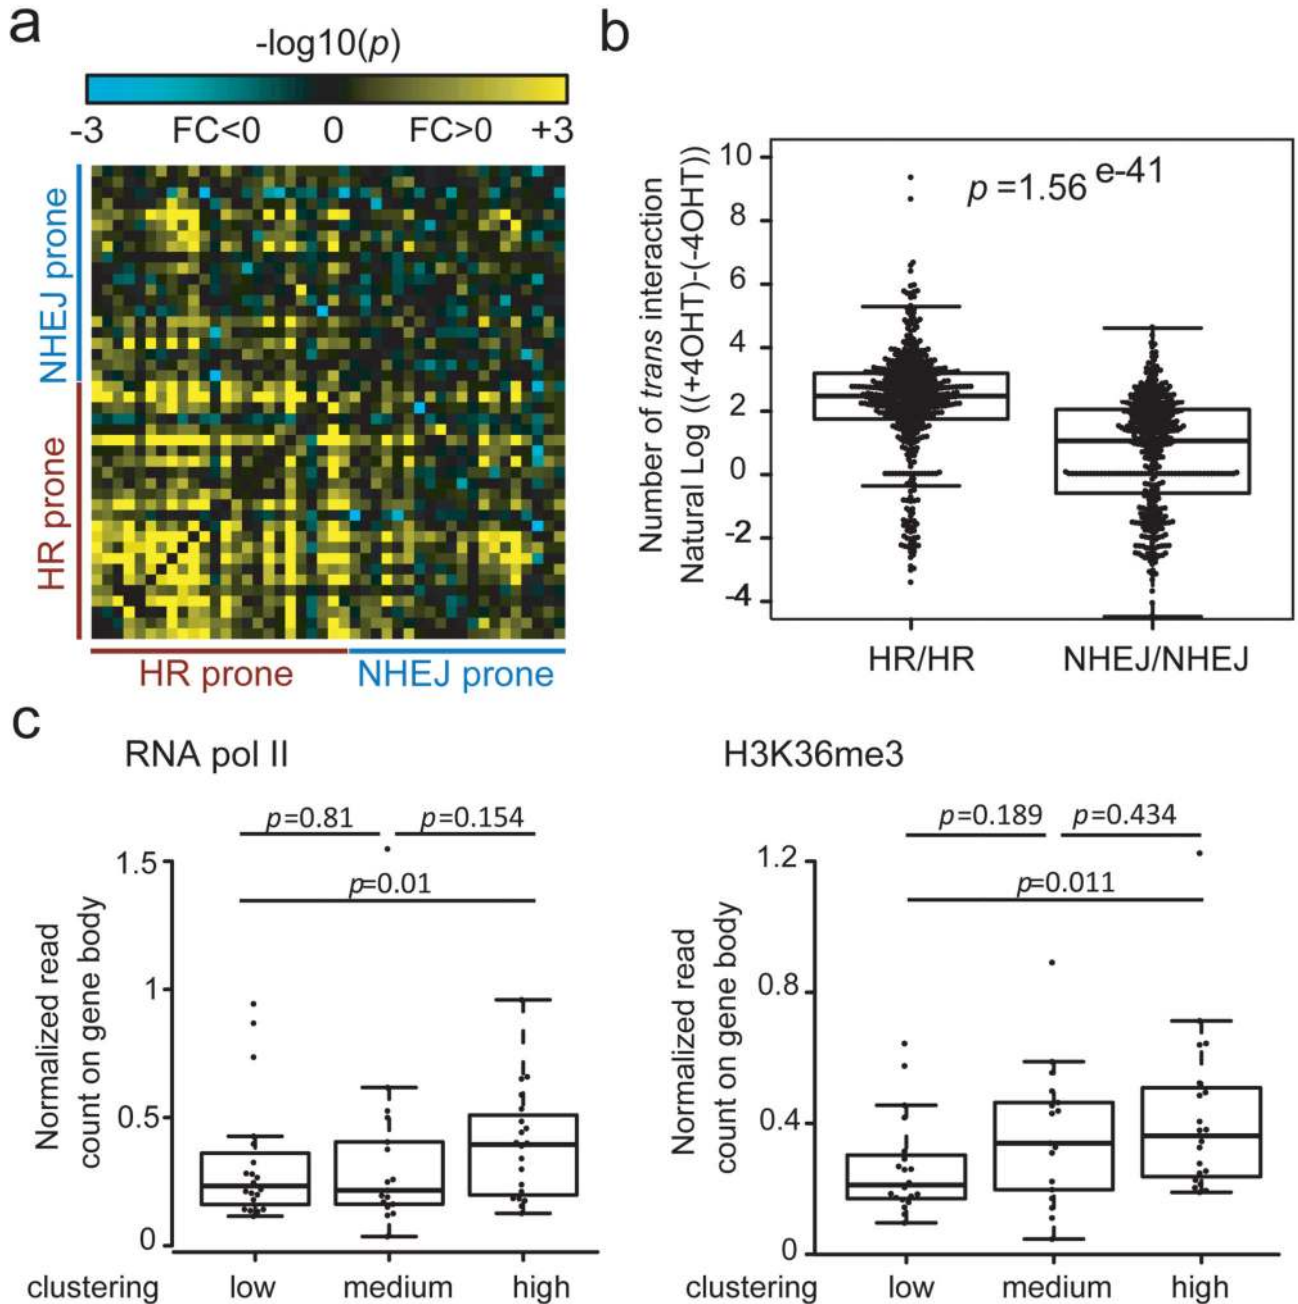 a
-log10(p)
-3 FC<0 0 FC>0 +3
NHEJ prone
HR prone
HR prone NHEJ prone
b
Number of trans interaction
Natural Log ((+4OHT)-(-4OHT))
10
8
6
4
2
0
-2
-4
p =1.56 e-41
HR/HR NHEJ/NHEJ
c
RNA pol II
p=0.81 p=0.154
p=0.01
Normalized read
count on gene body
1.5
1
0.5
0
clustering low medium high
H3K36me3
p=0.189 p=0.434
p=0.011
Normalized read
count on gene body
1.2
0.8
0.4
0
clustering low medium high